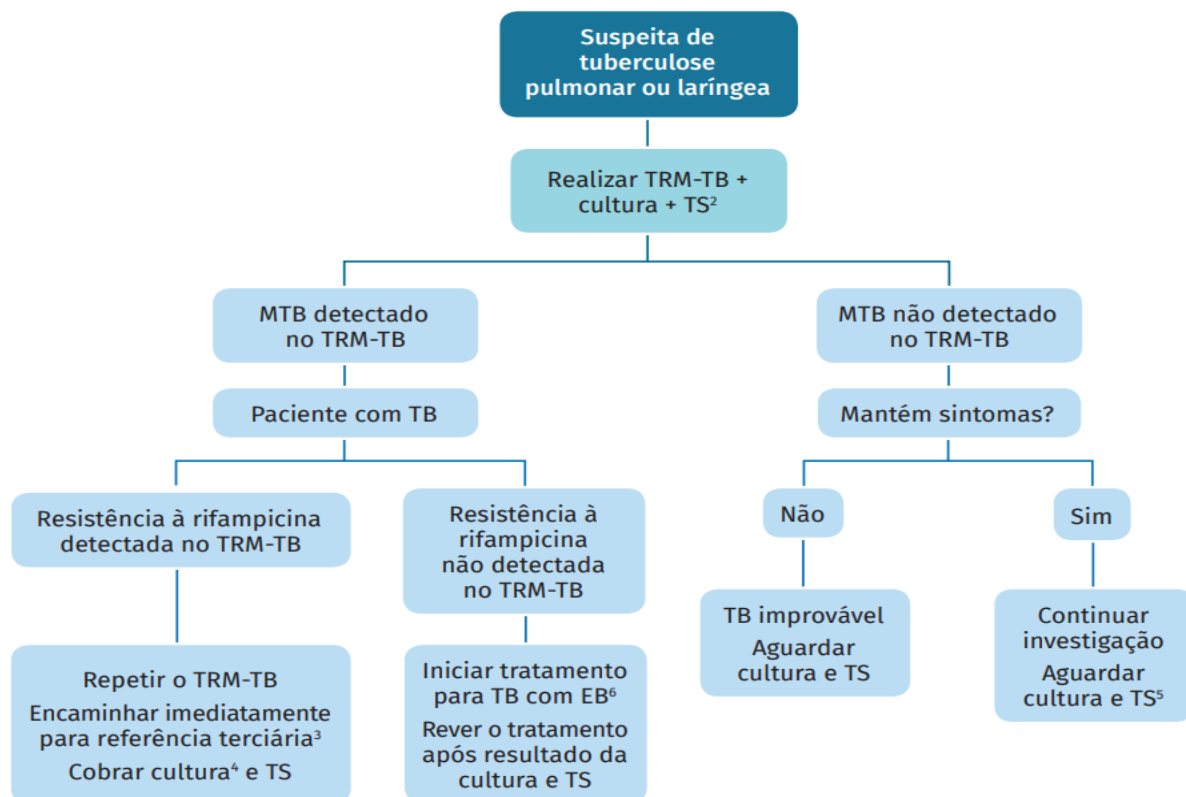 Suspeita de
tuberculose
pulmonar ou laríngea
Realizar TRM-TB +
cultura + TS²
MTB detectado
no TRM-TB
MTB não detectado
no TRM-TB
Paciente com TB
Mantém sintomas?
Resistência à rifampicina
detectada no TRM-TB
Resistência à
rifampicina
não detectada
no TRM-TB
Não
Sim
Repetir o TRM-TB
Encaminhar imediatamente
para referência terciária³
Cobrar cultura⁴ e TS
Iniciar tratamento
para TB com EB⁶
Rever o tratamento
após resultado da
cultura e TS
TB improvável
Aguardar
cultura e TS
Continuar
investigação
Aguardar
cultura e TS⁵